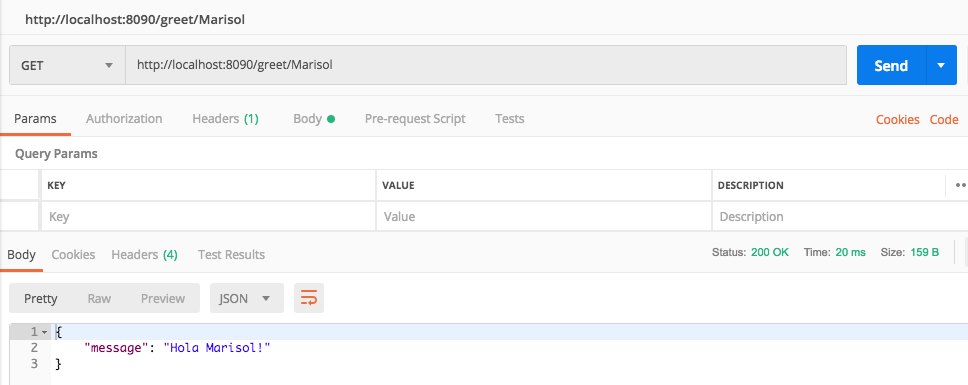 http://localhost:8090/greet/Marisol
GET http://localhost:8090/greet/Marisol Send
Params Authorization Headers (1) Body Pre-request Script Tests Cookies Code
Query Params
KEY VALUE DESCRIPTION
Key Value Description
Body Cookies Headers (4) Test Results Status: 200 OK Time: 20 ms Size: 159 B
Pretty Raw Preview JSON
1 {
2 "message": "Hola Marisol!"
3 }